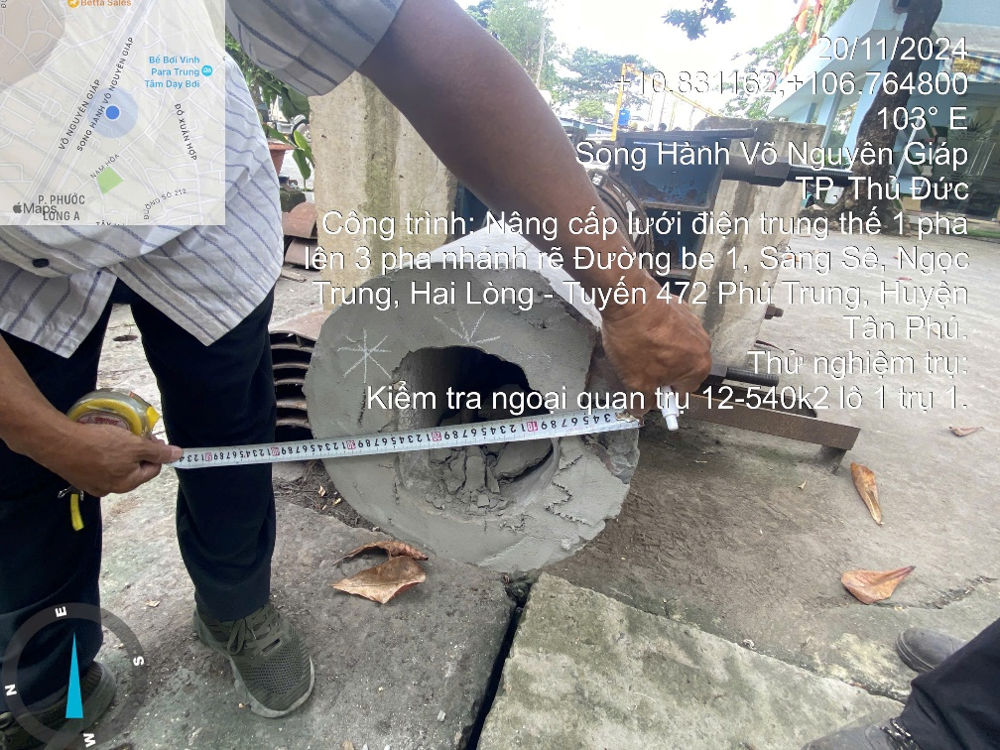 Betta Sales
VÕ NGUYÊN GIÁP
SONG HÀNH VÕ NGUYÊN GIÁP
Bể Bơi Vinh
Para Trung
Tâm Dạy Bơi
ĐỖ XUÂN HỢP
NAM HÒA
ĐƯỜNG SỐ 212
P. PHƯỚC
LONG A
Maps
20/11/2024
+10.831162,+106.764800
103° E
Song Hành Võ Nguyên Giáp
TP. Thủ Đức
Công trình: Nâng cấp lưới điện trung thế 1 pha
lên 3 pha nhánh rẽ Đường be 1, Sáng Sê, Ngọc
Trung, Hai Lòng - Tuyến 472 Phú Trung, Huyện
Tân Phú.
Thử nghiệm trụ:
Kiểm tra ngoại quan trụ 12-540k2 lô 1 trụ 1.
E
S
N
W